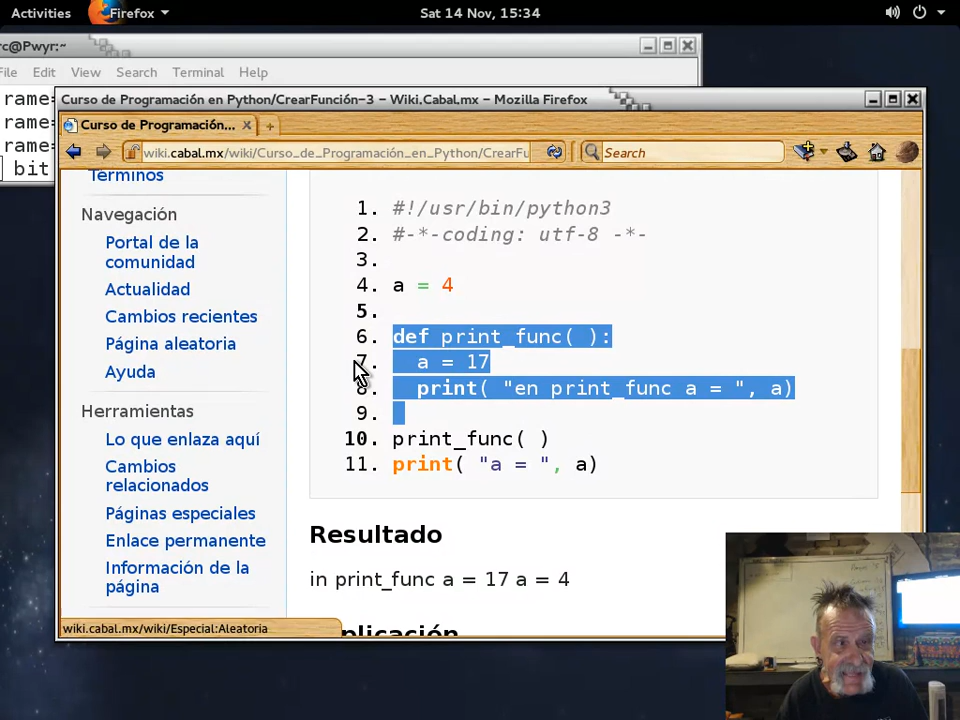 Activities
Firefox
Sat 14 Nov, 15:34
rc@Pwyr:~
File Edit View Search Terminal Help
rame=
rame=
rame=
bit
Curso de Programación en Python/CrearFunción-3 – Wiki.Cabal.mx – Mozilla Firefox
Curso de Programación...
wiki.cabal.mx/wiki/Curso_de_Programación_en_Python/CrearFu
Search
Términos
Navegación
Portal de la
comunidad
Actualidad
Cambios recientes
Página aleatoria
Ayuda
Herramientas
Lo que enlaza aquí
Cambios
relacionados
Páginas especiales
Enlace permanente
Información de la
página
1. #!/usr/bin/python3
2. #-*-coding: utf-8 -*-
3.
4. a = 4
5.
6. def print_func( ):
7. a = 17
8. print( "en print_func a = ", a)
9.
10. print_func( )
11. print( "a = ", a)
Resultado
in print_func a = 17 a = 4
plicación
wiki.cabal.mx/wiki/Especial:Aleatoria